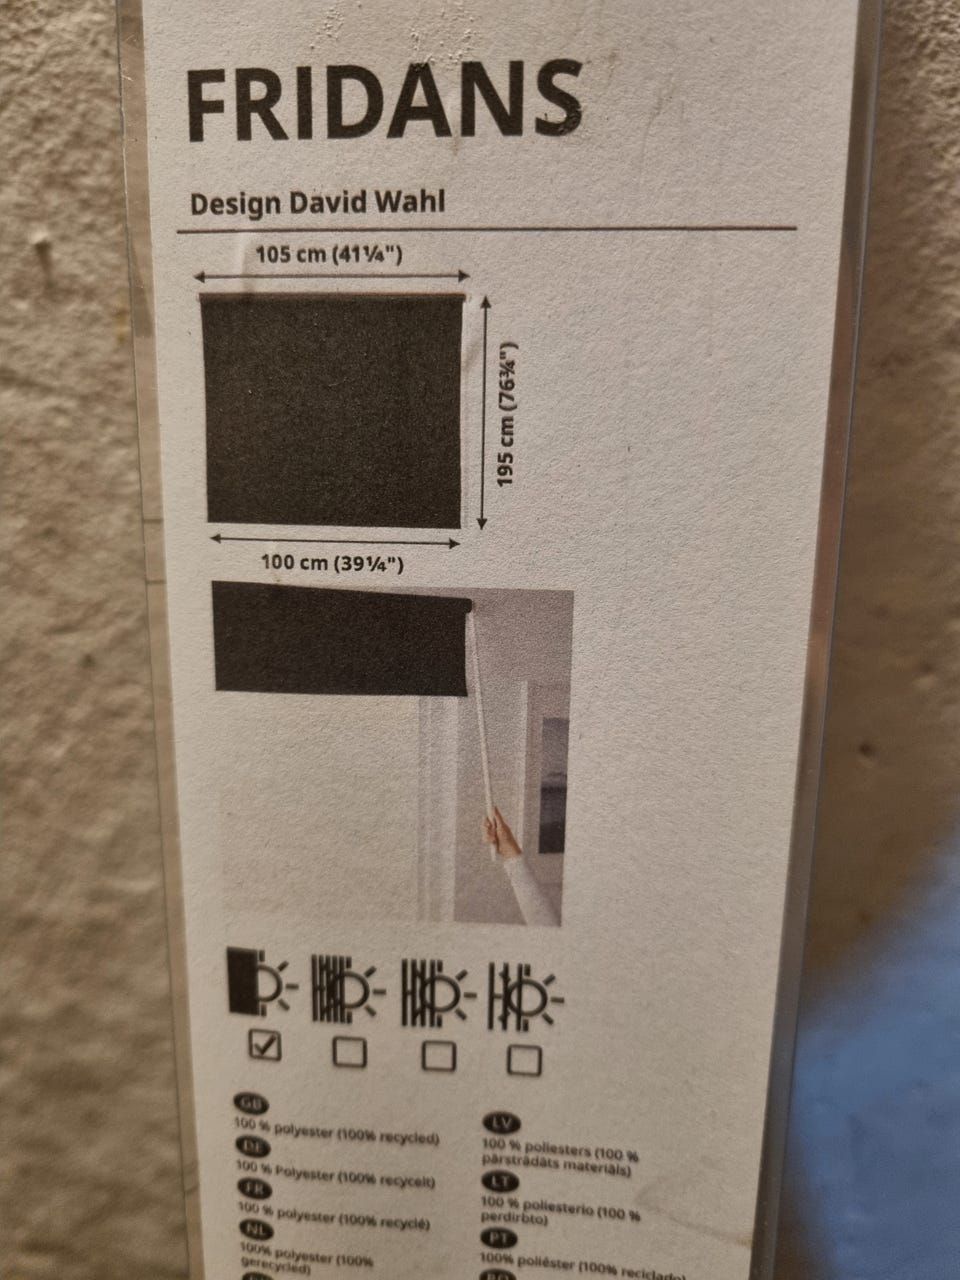 FRIDANS
Design David Wahl
105 cm (41¼")
195 cm (76¾")
100 cm (39¼")
GB
100 % polyester (100% recycled)
DE
100 % Polyester (100% recycelt)
FR
100 % polyester (100% recyclé)
NL
100% polyester (100%
gerecycled)
LV
100 % poliesters (100 %
pārstrādāts materiāls)
LT
100 % poliesterio (100 %
perdirbto)
PT
100% poliéster (100% reciclado)
RO